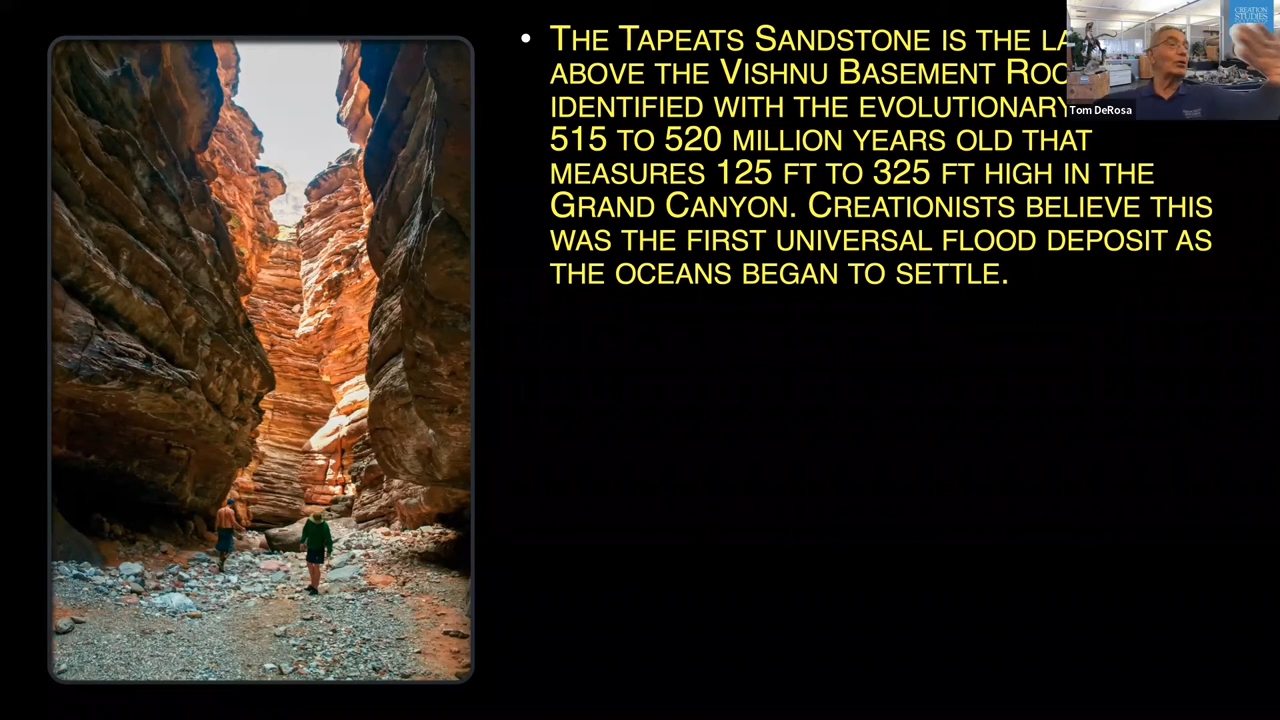 • THE TAPEATS SANDSTONE IS THE
ABOVE THE VISHNU BASEMENT
IDENTIFIED WITH THE EVOLUTIONARY
515 TO 520 MILLION YEARS OLD THAT
MEASURES 125 FT TO 325 FT HIGH IN THE
GRAND CANYON. CREATIONISTS BELIEVE THIS
WAS THE FIRST UNIVERSAL FLOOD DEPOSIT AS
THE OCEANS BEGAN TO SETTLE.
CREATION
STUDIES
Tom DeRosa